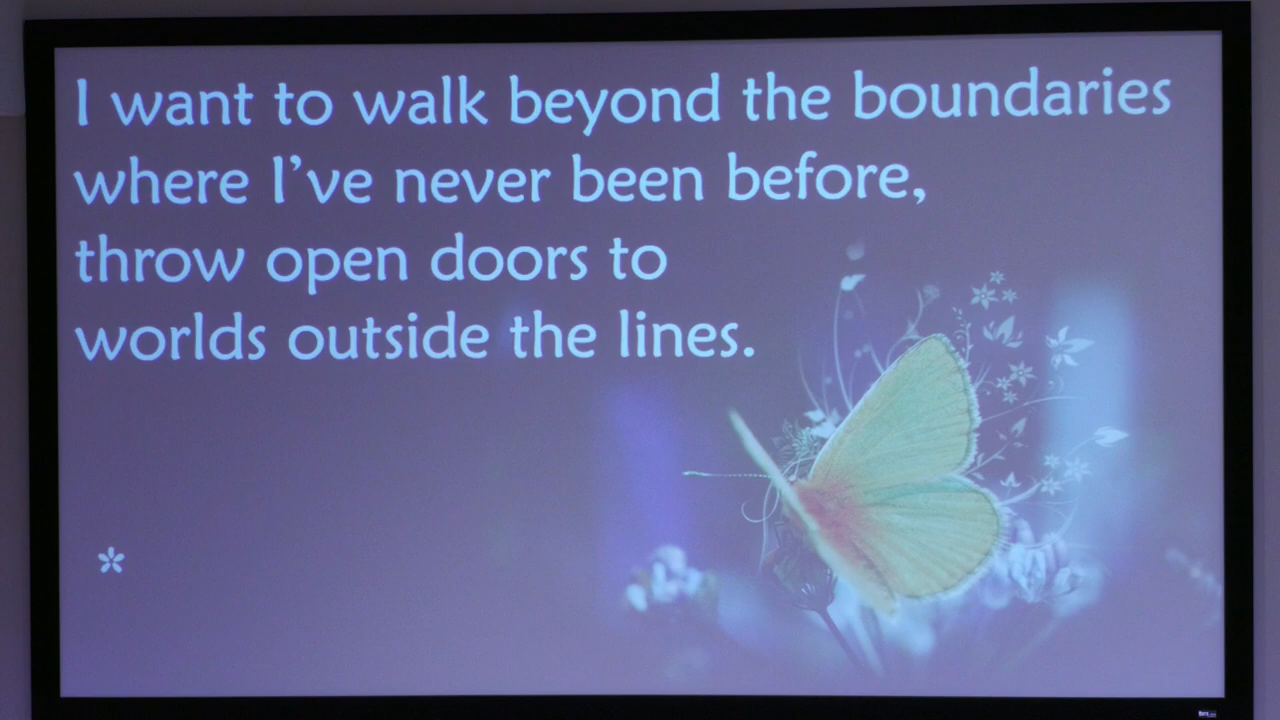 I want to walk beyond the boundaries
where I've never been before,
throw open doors to
worlds outside the lines.
*